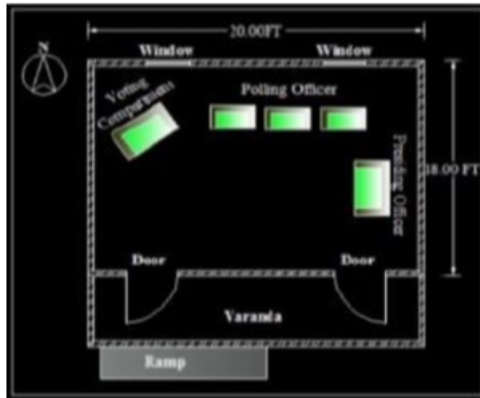 N
20.00FT
Window
Window
Voting
Compartment
Polling Officer
Presiding Officer
18.00 FT
Door
Door
Varanda
Ramp